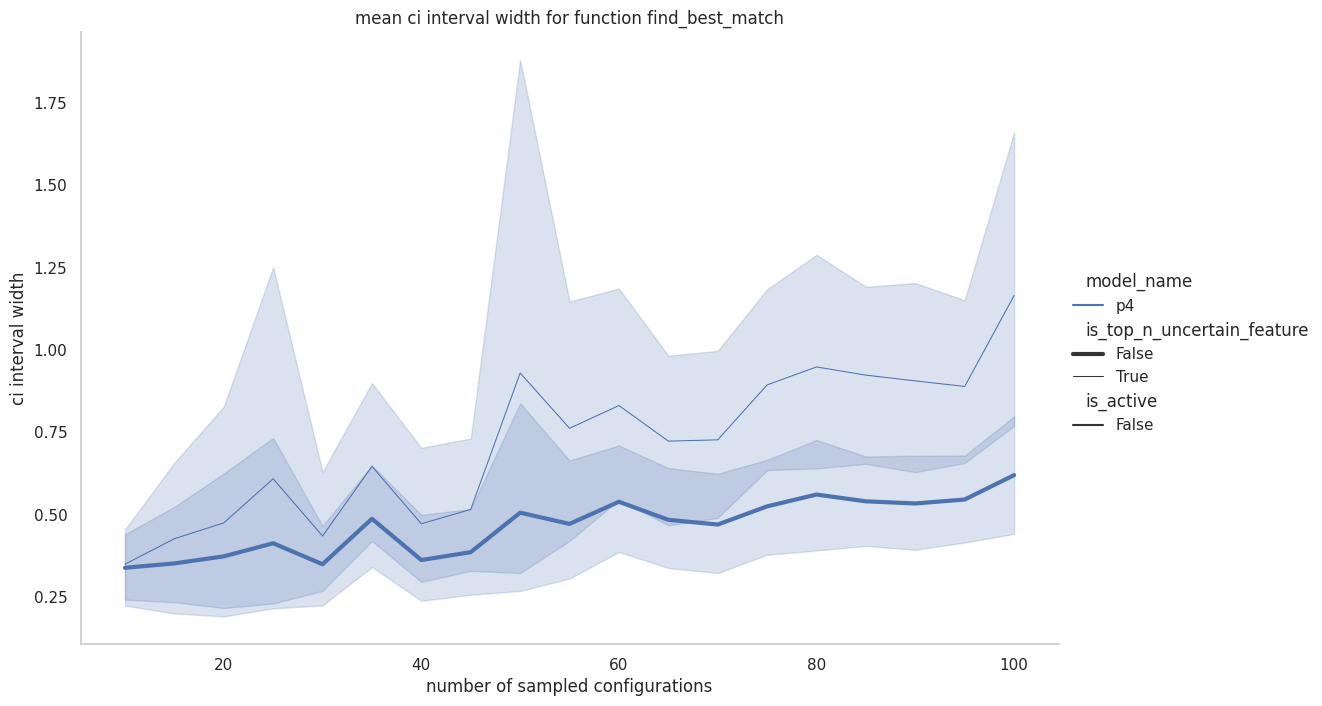 mean ci interval width for function find_best_match
1.75
1.50
1.25
1.00
0.75
0.50
0.25
ci interval width
20
40
60
80
100
number of sampled configurations
model_name
p4
is_top_n_uncertain_feature
False
True
is_active
False